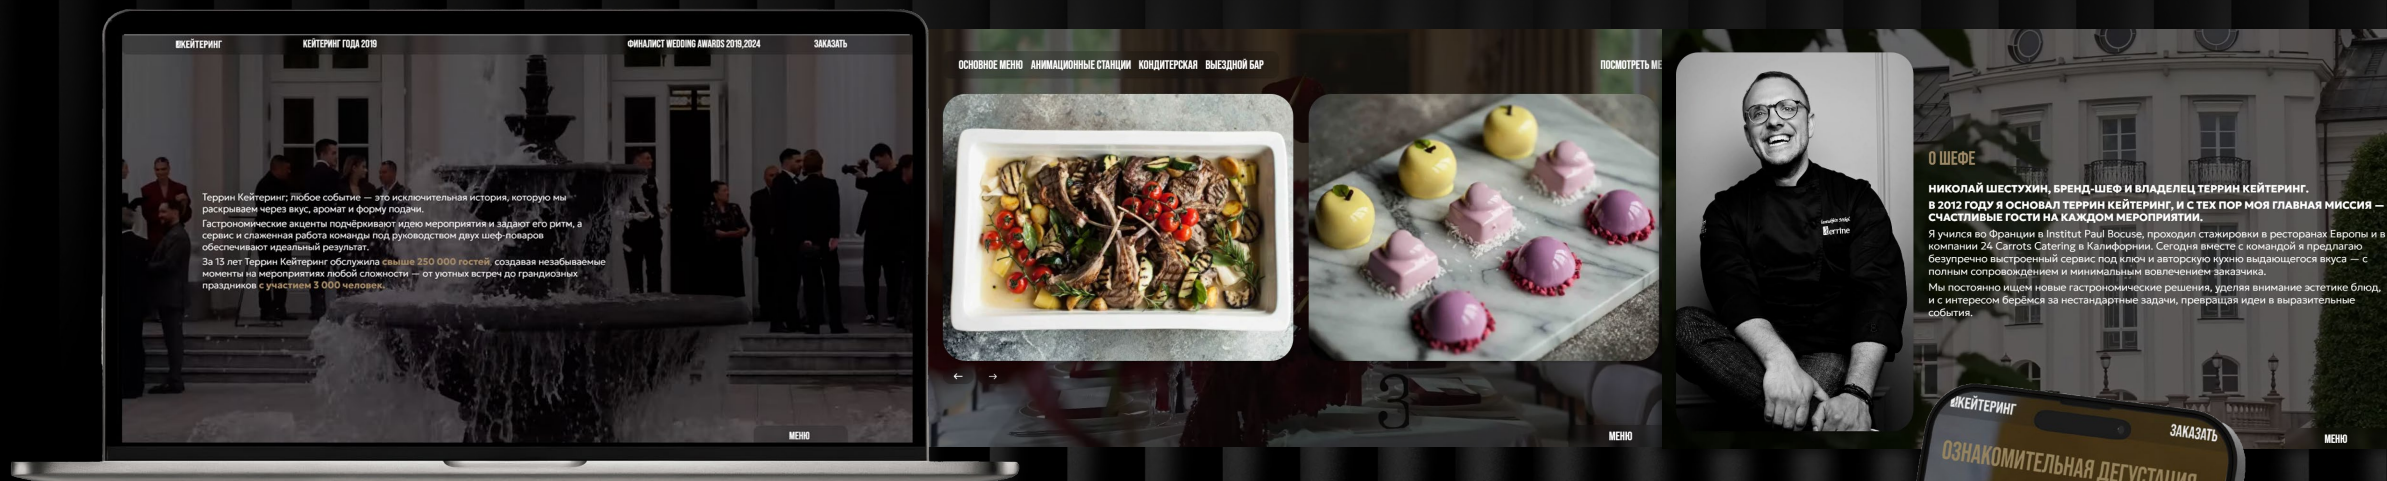 КЕЙТЕРИНГ
КЕЙТЕРИНГ ГОДА 2019
ФИНАЛИСТ WEDDING AWARDS 2019,2024
ЗАКАЗАТЬ
Террин Кейтеринг; любое событие — это исключительная история, которую мы
раскрываем через вкус, аромат и форму подачи.
Гастрономические акценты подчёркивают идею мероприятия и задают его ритм, а
сервис и слаженная работа команды под руководством двух шеф-поваров
обеспечивают идеальный результат.
За 13 лет Террин Кейтеринг обслужила свыше 250 000 гостей, создавая незабываемые
моменты на мероприятиях любой сложности — от уютных встреч до грандиозных
праздников с участием 3 000 человек.
МЕНЮ
ОСНОВНОЕ МЕНЮ АНИМАЦИОННЫЕ СТАНЦИИ КОНДИТЕРСКАЯ ВЫЕЗДНОЙ БАР
ПОСМОТРЕТЬ МЕ
3
МЕНЮ
Terrine
О ШЕФЕ
НИКОЛАЙ ШЕСТУХИН, БРЕНД-ШЕФ И ВЛАДЕЛЕЦ ТЕРРИН КЕЙТЕРИНГ.
В 2012 ГОДУ Я ОСНОВАЛ ТЕРРИН КЕЙТЕРИНГ, И С ТЕХ ПОР МОЯ ГЛАВНАЯ МИССИЯ —
СЧАСТЛИВЫЕ ГОСТИ НА КАЖДОМ МЕРОПРИЯТИИ.
Я учился во Франции в Institut Paul Bocuse, проходил стажировки в ресторанах Европы и в
компании 24 Carrots Catering в Калифорнии. Сегодня вместе с командой я предлагаю
безупречно выстроенный сервис под ключ и авторскую кухню выдающегося вкуса — с
полным сопровождением и минимальным вовлечением заказчика.
Мы постоянно ищем новые гастрономические решения, уделяя внимание эстетике блюд,
и с интересом берёмся за нестандартные задачи, превращая идеи в выразительные
события.
КЕЙТЕРИНГ
ЗАКАЗАТЬ
ОЗНАКОМИТЕЛЬНАЯ ДЕГУСТАЦИЯ
МЕНЮ